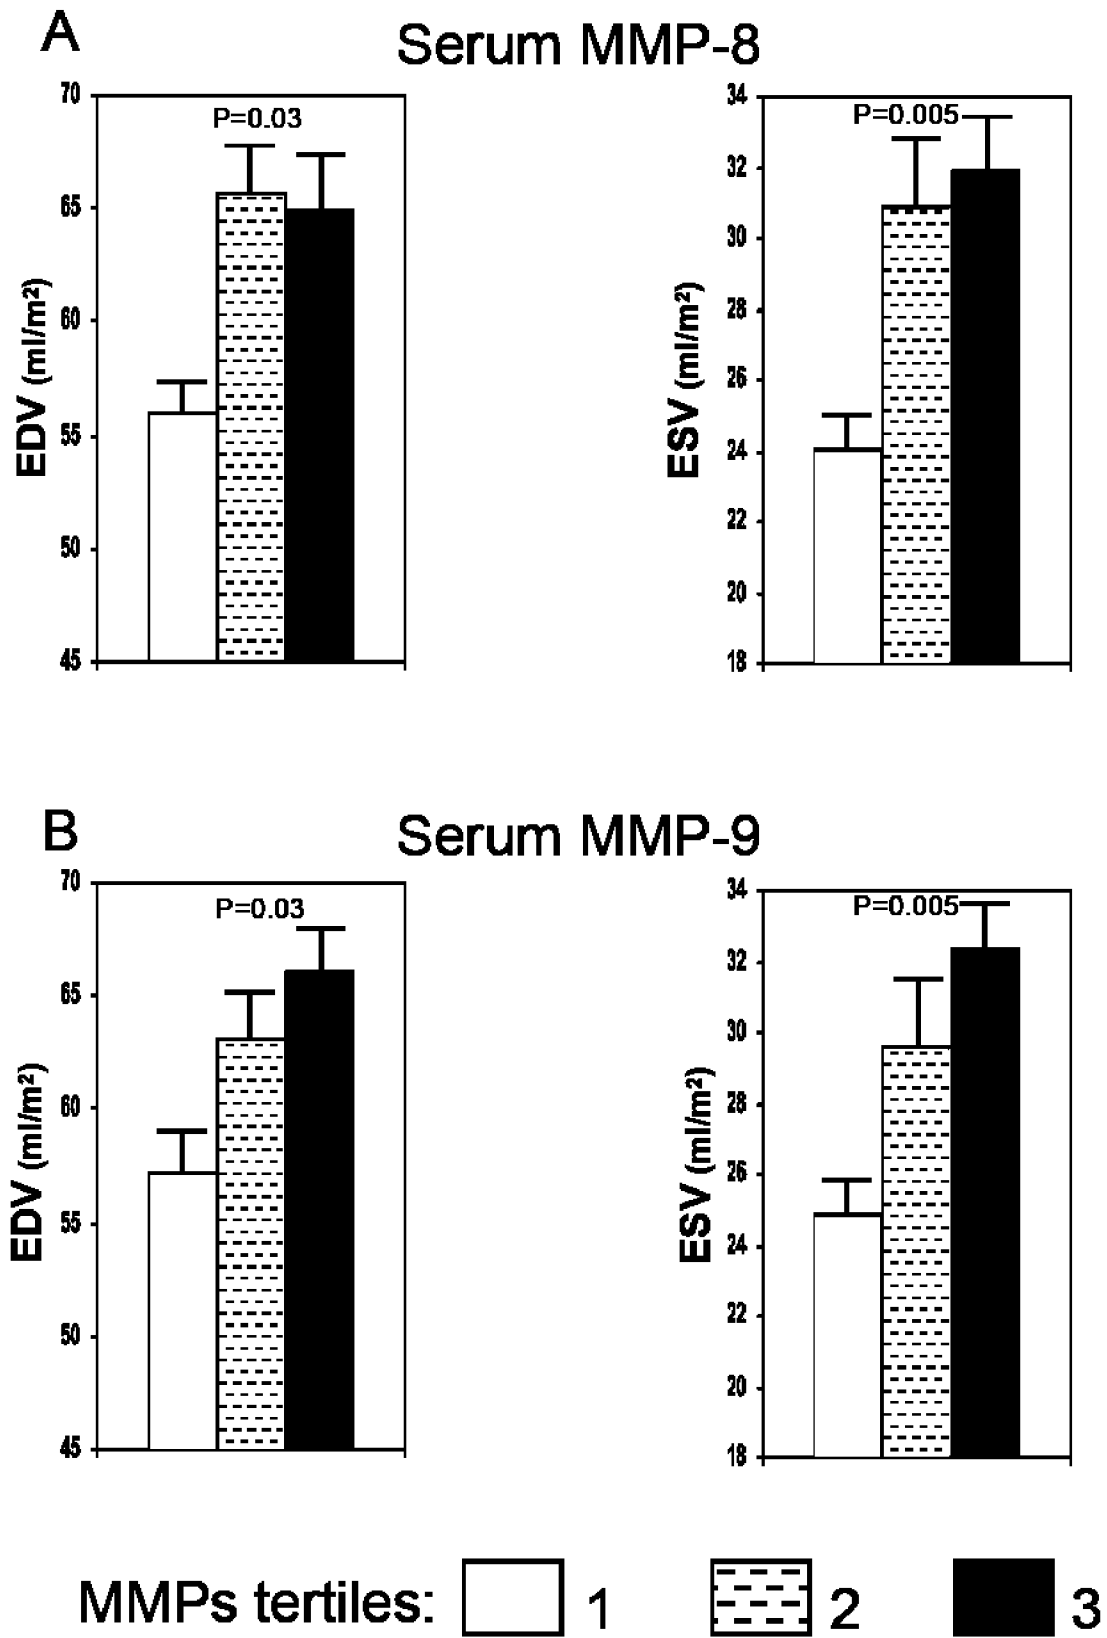 A
Serum MMP-8
70
65
60
55
50
45
EDV (ml/m²)
P=0.03
34
32
30
28
26
24
22
20
18
ESV (ml/m²)
P=0.005
B
Serum MMP-9
70
65
60
55
50
45
EDV (ml/m²)
P=0.03
34
32
30
28
26
24
22
20
18
ESV (ml/m²)
P=0.005
MMPs tertiles: 1 2 3